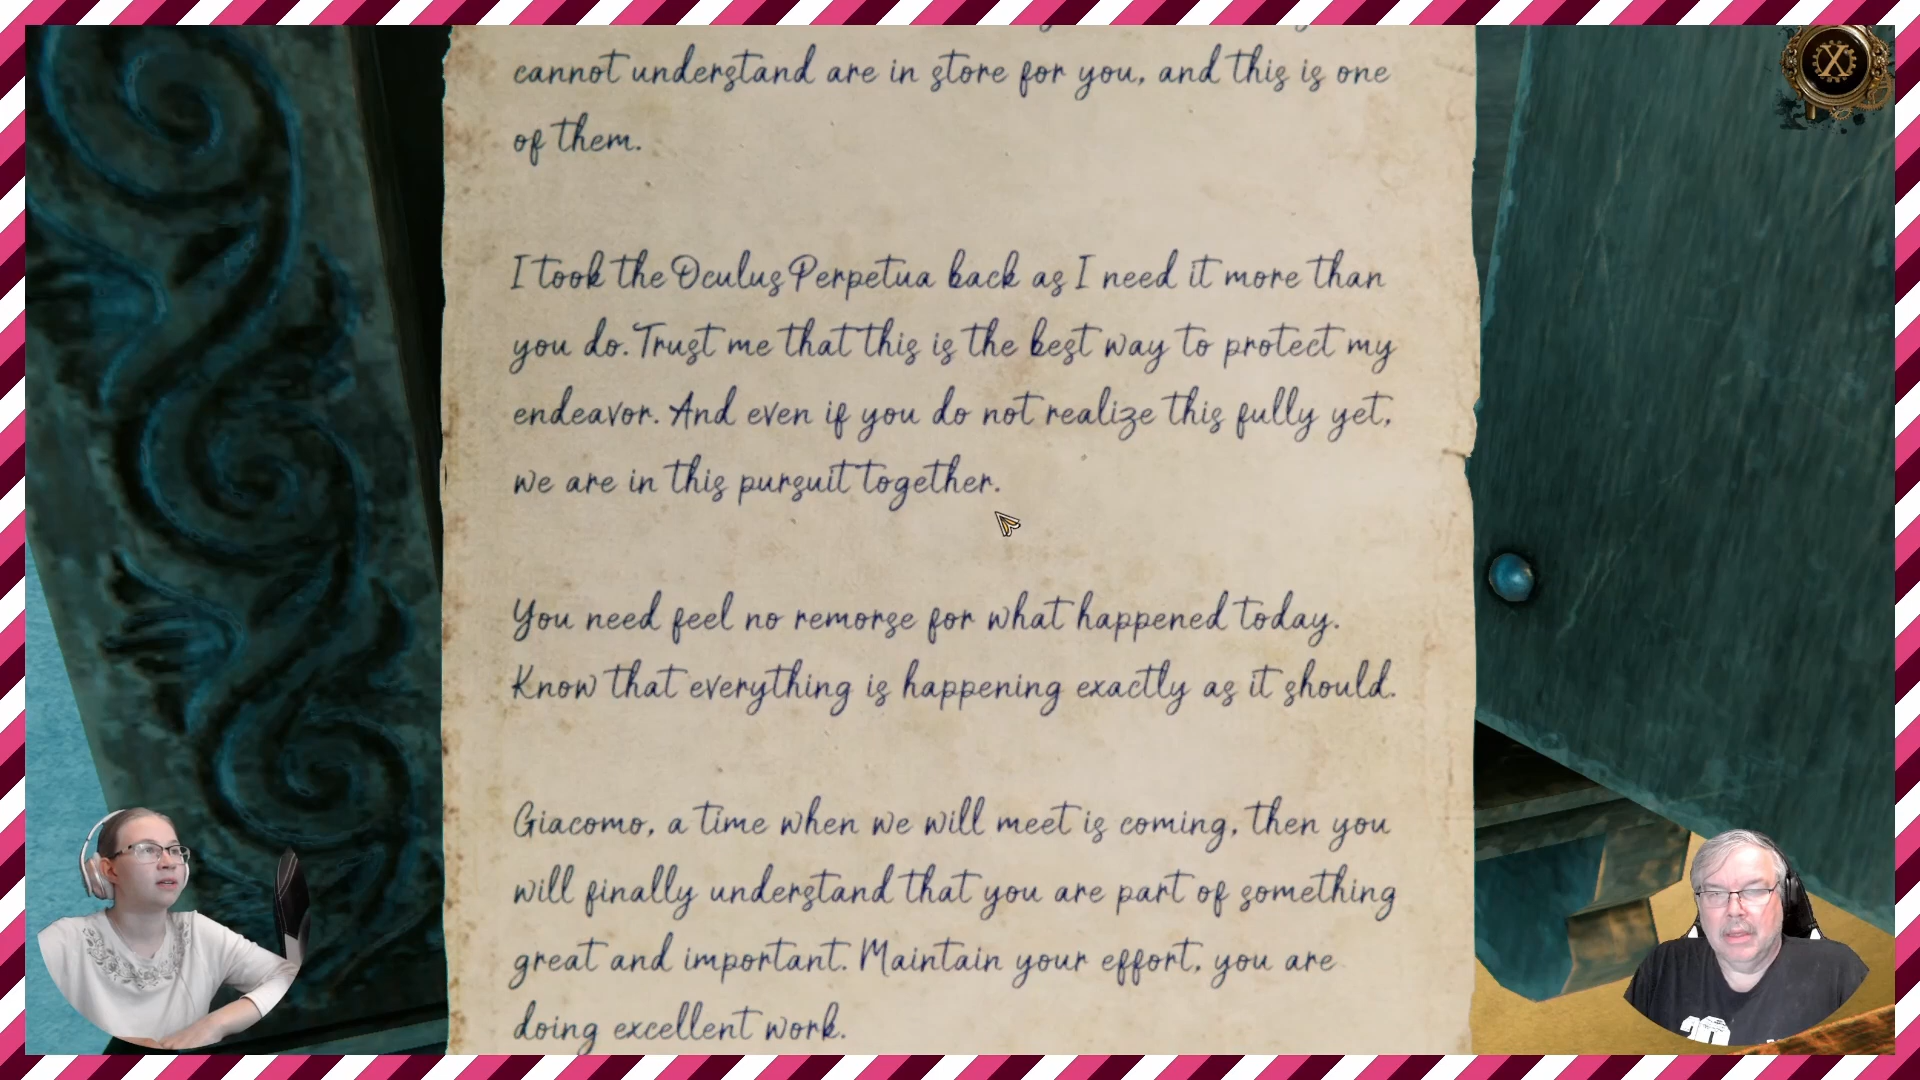 cannot understand are in store for you, and this is one
of them.
I took the Oculus Perpetua back as I need it more than
you do. Trust me that this is the best way to protect my
endeavor. And even if you do not realize this fully yet,
we are in this pursuit together.
You need feel no remorse for what happened today.
Know that everything is happening exactly as it should.
Giacomo, a time when we will meet is coming, then you
will finally understand that you are part of something
great and important. Maintain your effort, you are
doing excellent work.